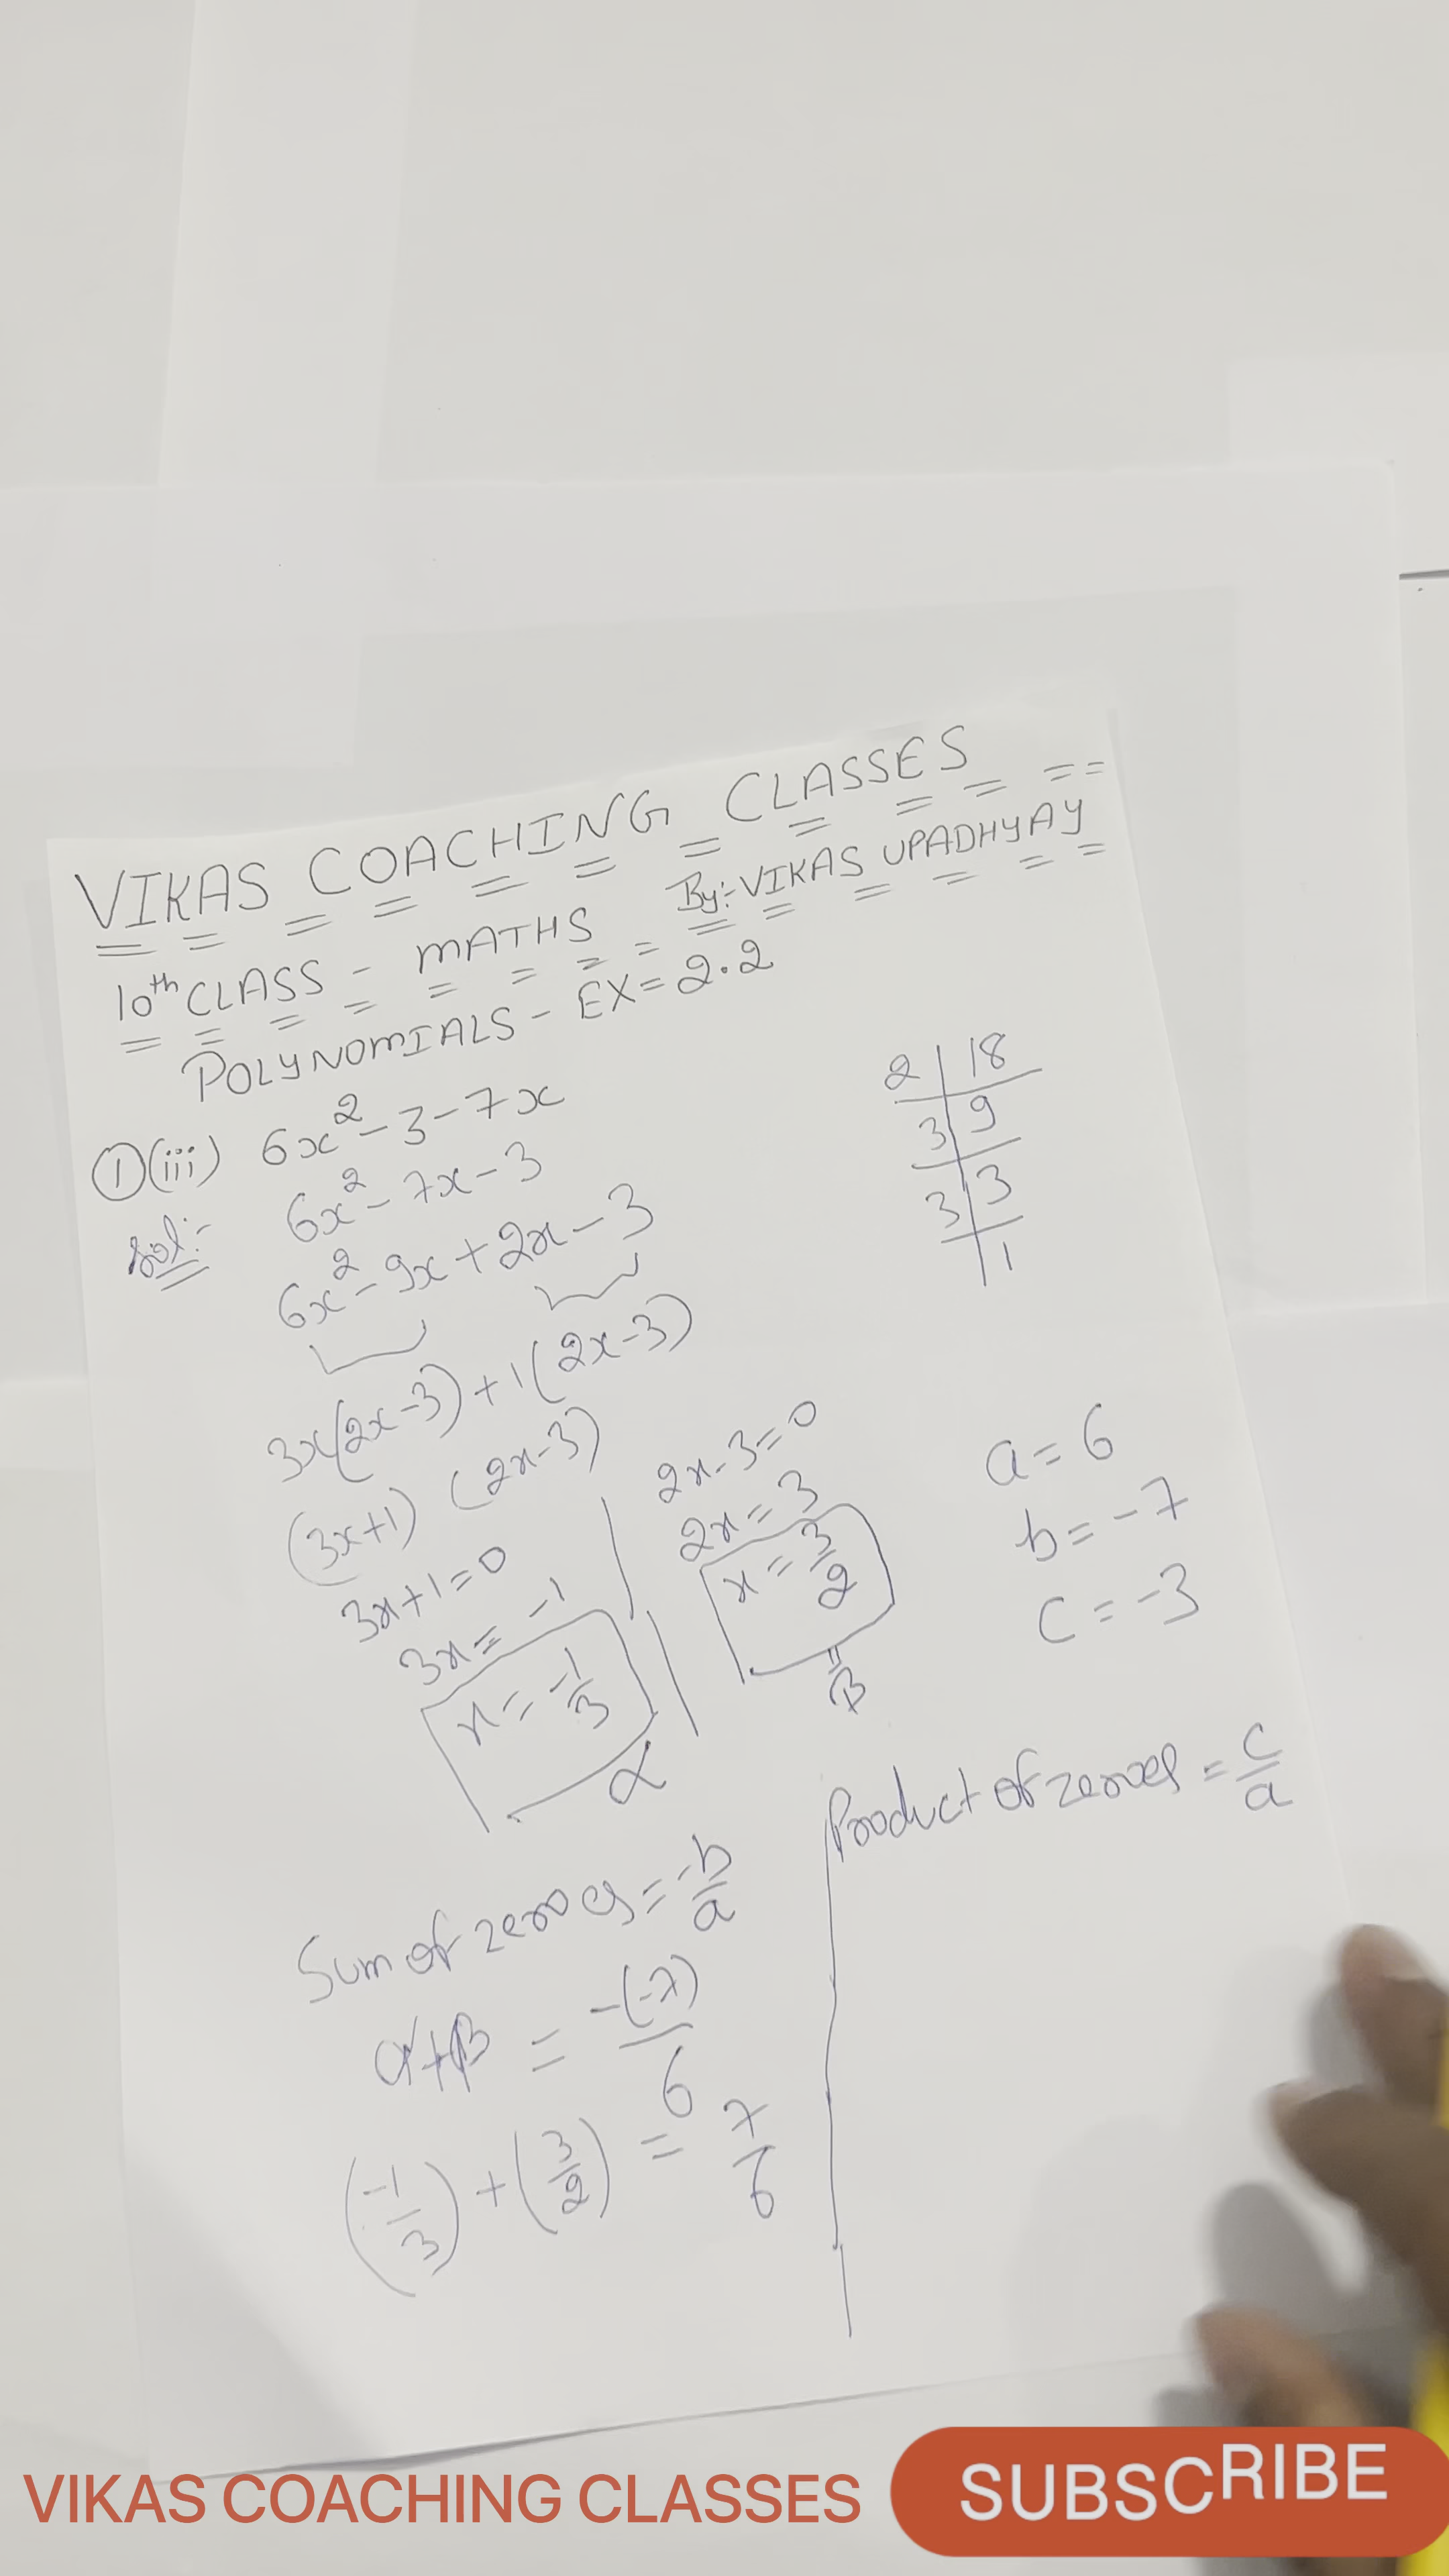 VIKAS COACHING CLASSES
10th CLASS - MATHS By:- VIKAS UPADHYAY
POLYNOMIALS - EX = 2.2
① (iii) 6x² - 3 - 7x
Sol:- 6x² - 7x - 3
6x² - 9x + 2x - 3
3x(2x-3) + 1(2x-3)
(3x+1) (2x-3)
3x+1=0
3x = -1
x = -1/3
α
2x-3=0
2x=3
x = 3/2
= β
2 | 18
3 | 9
3 | 3
| 1
a = 6
b = -7
c = -3
Sum of zeroes = -b/a
α+β = -(-7)/6
(-1/3) + (3/2) = 7/6
Product of zeroes = c/a
VIKAS COACHING CLASSES
SUBSCRIBE